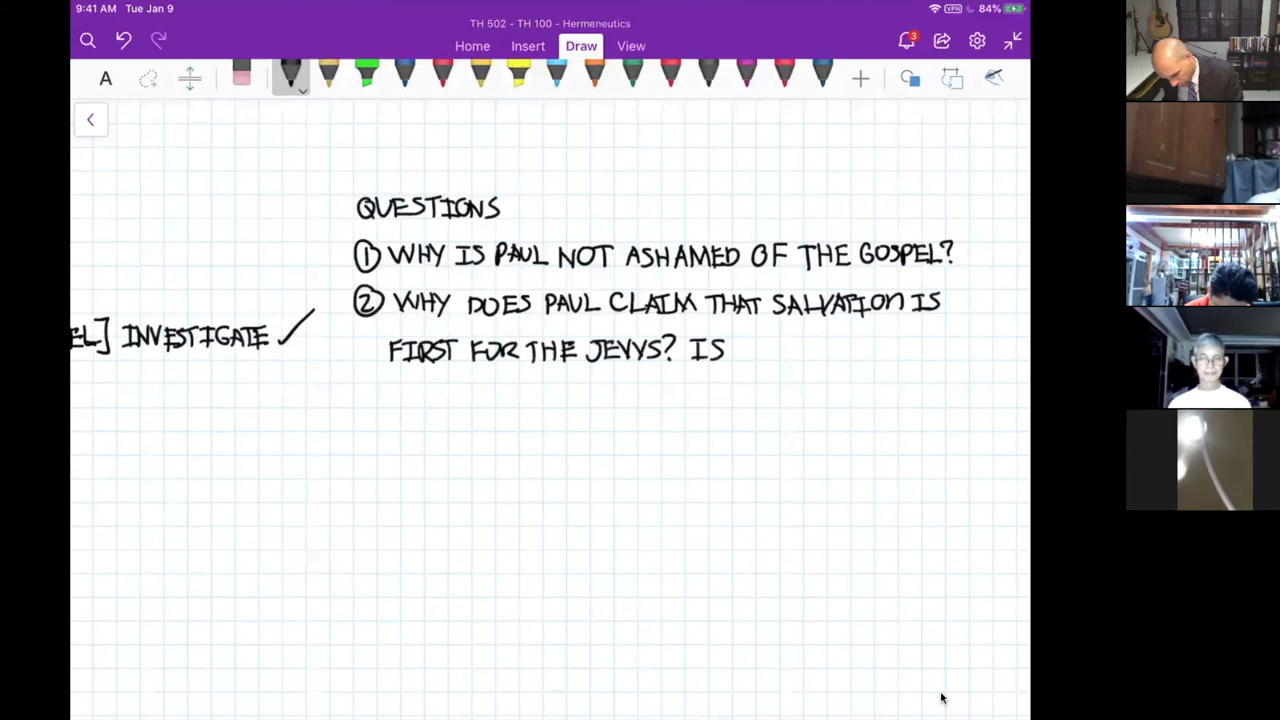 9:41 AM Tue Jan 9
VPN 84%
TH 502 - TH 100 - Hermeneutics
Home Insert Draw View
3
A
QUESTIONS
① WHY IS PAUL NOT ASHAMED OF THE GOSPEL?
② WHY DOES PAUL CLAIM THAT SALVATION IS
EL] INVESTIGATE ✓
FIRST FOR THE JEWS? IS